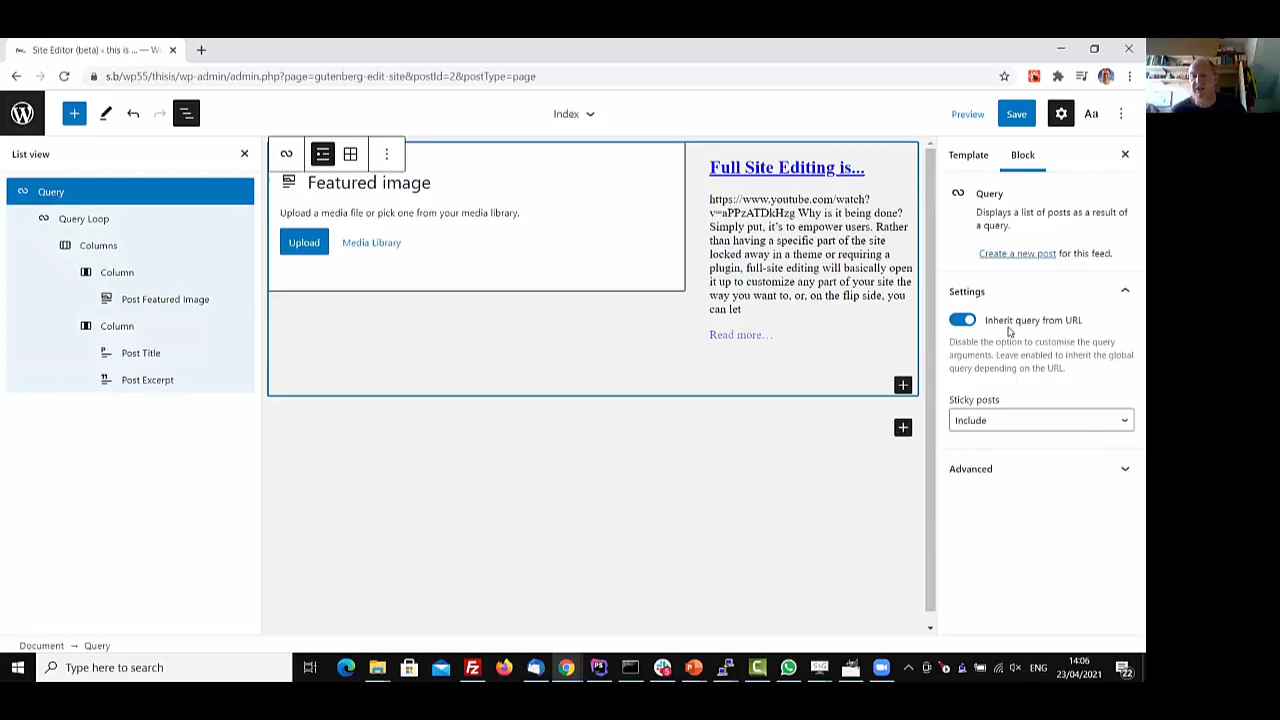 Site Editor (beta) ‹ this is ... — W
s.b/wp55/thisis/wp-admin/admin.php?page=gutenberg-edit-site&postId=2&postType=page
Index
Preview
Save
Aa
List view
Query
Query Loop
Columns
Column
Post Featured Image
Column
Post Title
Post Excerpt
Featured image
Upload a media file or pick one from your media library.
Upload
Media Library
Full Site Editing is...
https://www.youtube.com/watch?
v=aPPzATDkHzg Why is it being done?
Simply put, it's to empower users. Rather
than having a specific part of the site
locked away in a theme or requiring a
plugin, full-site editing will basically open
it up to customize any part of your site the
way you want to, or, on the flip side, you
can let
Read more…
Template
Block
Query
Displays a list of posts as a result of
a query.
Create a new post for this feed.
Settings
Inherit query from URL
Disable the option to customise the query
arguments. Leave enabled to inherit the global
query depending on the URL.
Sticky posts
Include
Advanced
Document → Query
Type here to search
ENG
14:06
23/04/2021
22